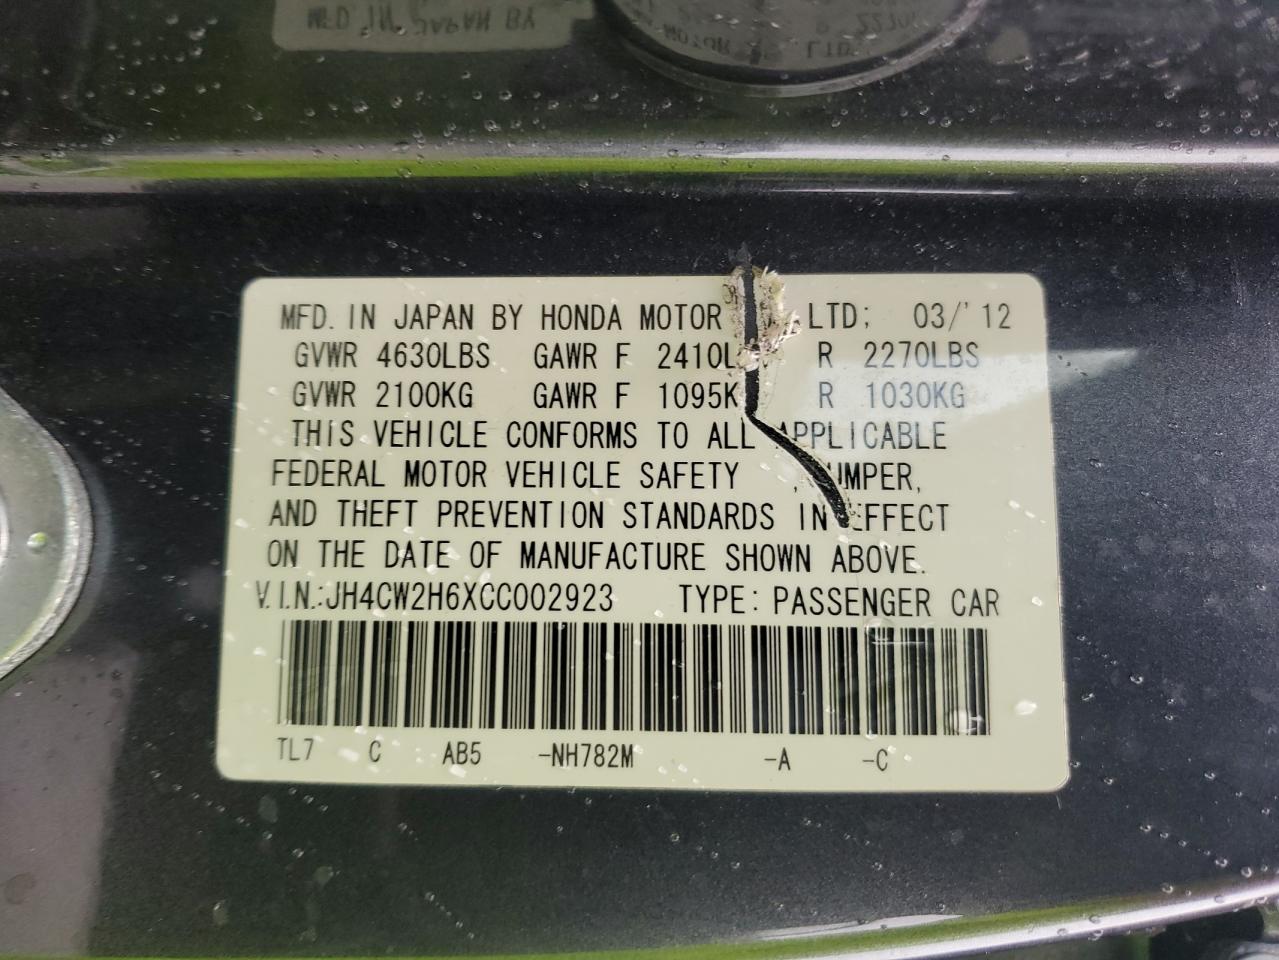 MFD. IN JAPAN BY HONDA MOTOR LTD; 03/'12
GVWR 4630LBS GAWR F 2410L R 2270LBS
GVWR 2100KG GAWR F 1095K R 1030KG
THIS VEHICLE CONFORMS TO ALL APPLICABLE
FEDERAL MOTOR VEHICLE SAFETY , UMPER,
AND THEFT PREVENTION STANDARDS IN EFFECT
ON THE DATE OF MANUFACTURE SHOWN ABOVE.
V.I.N.:JH4CW2H6XCC002923 TYPE: PASSENGER CAR
TL7 C AB5 -NH782M -A -C